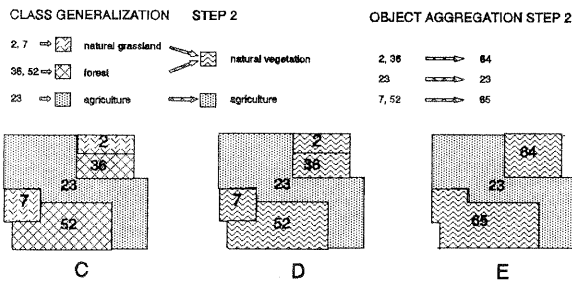 CLASS GENERALIZATION STEP 2
OBJECT AGGREGATION STEP 2
2, 7 natural grassland
36, 52 forest
natural vegetation
23 agriculture agriculture
2, 36 64
23 23
7, 52 65
2 2
36 36 64
23 23 23
7 7
52 52 65
C D E